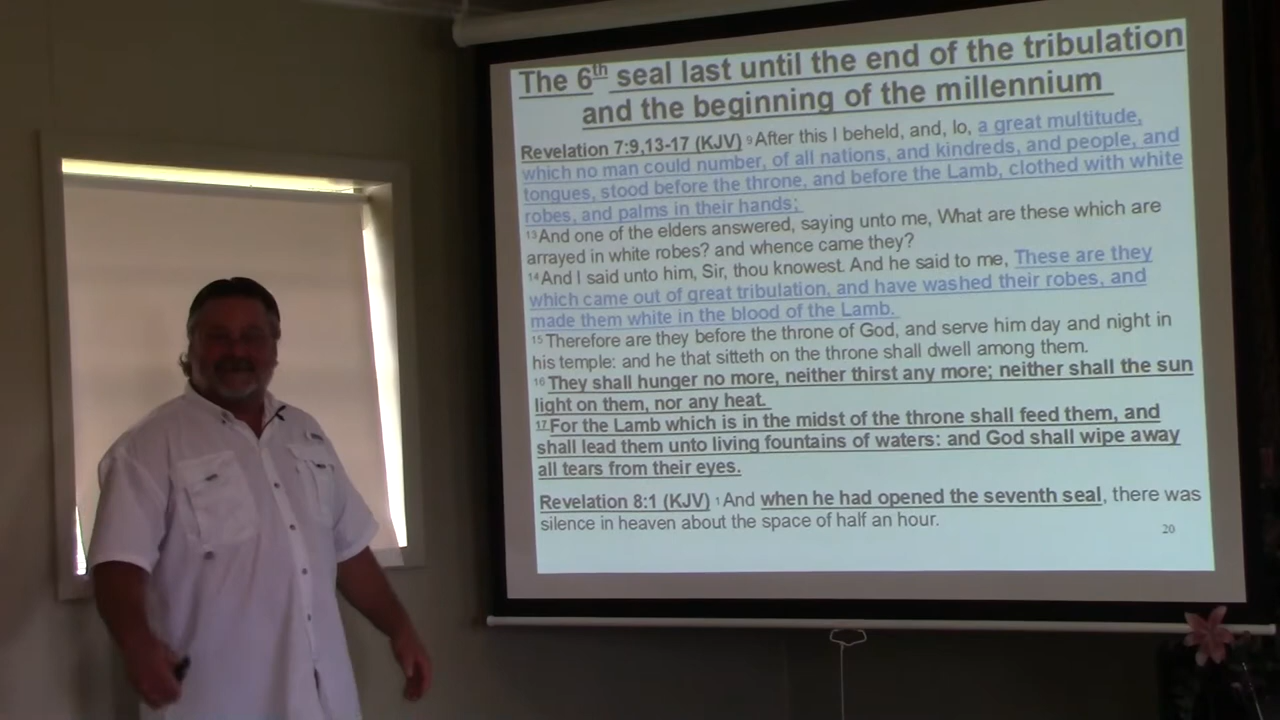 The 6th seal last until the end of the tribulation
and the beginning of the millennium
Revelation 7:9,13-17 (KJV) 9 After this I beheld, and, lo, a great multitude,
which no man could number, of all nations, and kindreds, and people, and
tongues, stood before the throne, and before the Lamb, clothed with white
robes, and palms in their hands;
13 And one of the elders answered, saying unto me, What are these which are
arrayed in white robes? and whence came they?
14 And I said unto him, Sir, thou knowest. And he said to me, These are they
which came out of great tribulation, and have washed their robes, and
made them white in the blood of the Lamb.
15 Therefore are they before the throne of God, and serve him day and night in
his temple: and he that sitteth on the throne shall dwell among them.
16 They shall hunger no more, neither thirst any more; neither shall the sun
light on them, nor any heat.
17 For the Lamb which is in the midst of the throne shall feed them, and
shall lead them unto living fountains of waters: and God shall wipe away
all tears from their eyes.
Revelation 8:1 (KJV) 1 And when he had opened the seventh seal, there was
silence in heaven about the space of half an hour.
20